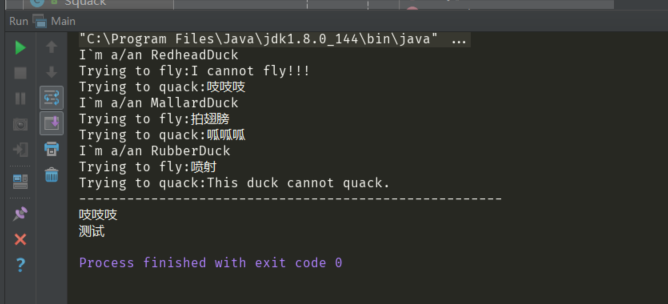 Squack
Run Main
"C:\Program Files\Java\jdk1.8.0_144\bin\java" ...
I`m a/an RedheadDuck
Trying to fly:I cannot fly!!!
Trying to quack:吱吱吱
I`m a/an MallardDuck
Trying to fly:拍翅膀
Trying to quack:呱呱呱
I`m a/an RubberDuck
Trying to fly:喷射
Trying to quack:This duck cannot quack.
-----------------------------------------------------
吱吱吱
测试
Process finished with exit code 0